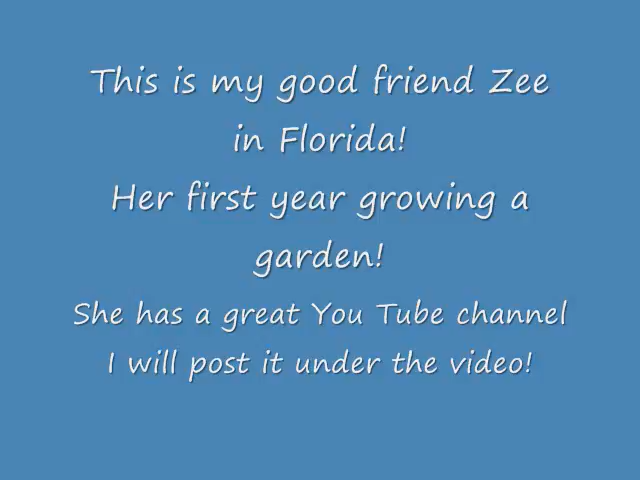 This is my good friend Zee
in Florida!
Her first year growing a
garden!
She has a great You Tube channel
I will post it under the video!